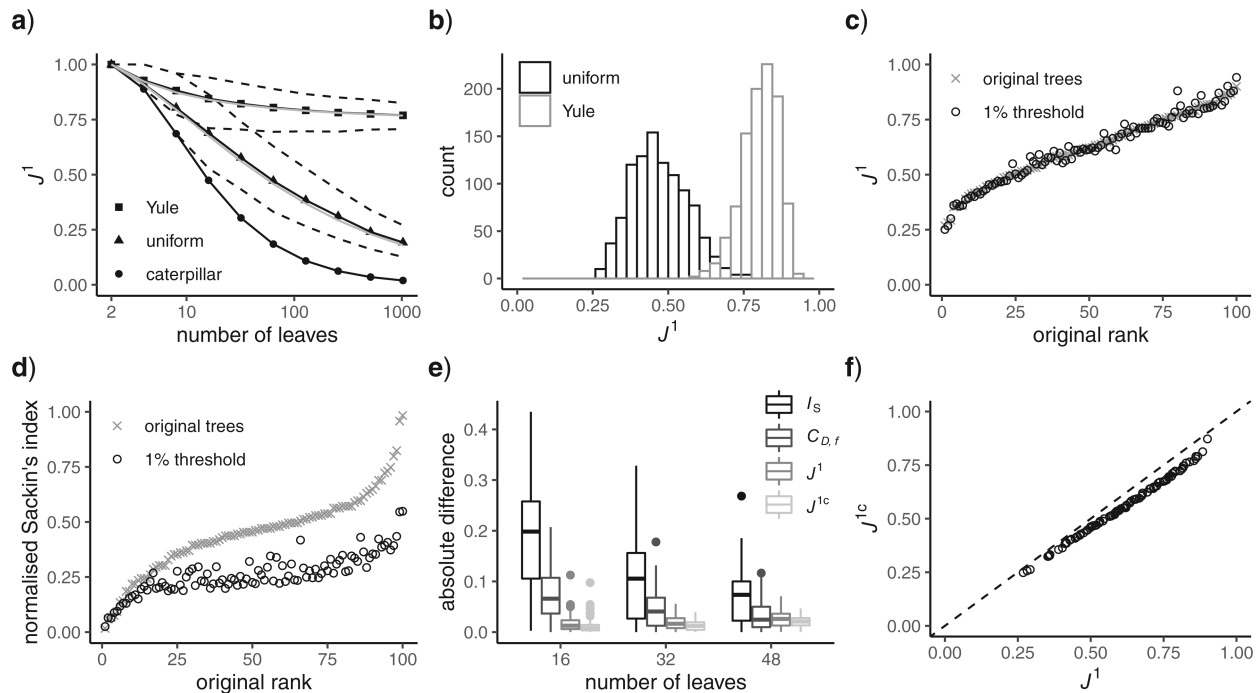 a)
1.00
0.75
0.50
0.25
0.00
J¹
Yule
uniform
caterpillar
2 10 100 1000
number of leaves
b)
200
150
100
50
0
count
uniform
Yule
0.00 0.25 0.50 0.75 1.00
J¹
c)
1.00
0.75
0.50
0.25
0.00
J¹
original trees
1% threshold
0 25 50 75 100
original rank
d)
1.00
0.75
0.50
0.25
0.00
normalised Sackin's index
original trees
1% threshold
0 25 50 75 100
original rank
e)
0.4
0.3
0.2
0.1
0.0
absolute difference
I_S
C_D,f
J¹
J¹ᶜ
16 32 48
number of leaves
f)
1.00
0.75
0.50
0.25
0.00
J¹ᶜ
0.00 0.25 0.50 0.75 1.00
J¹